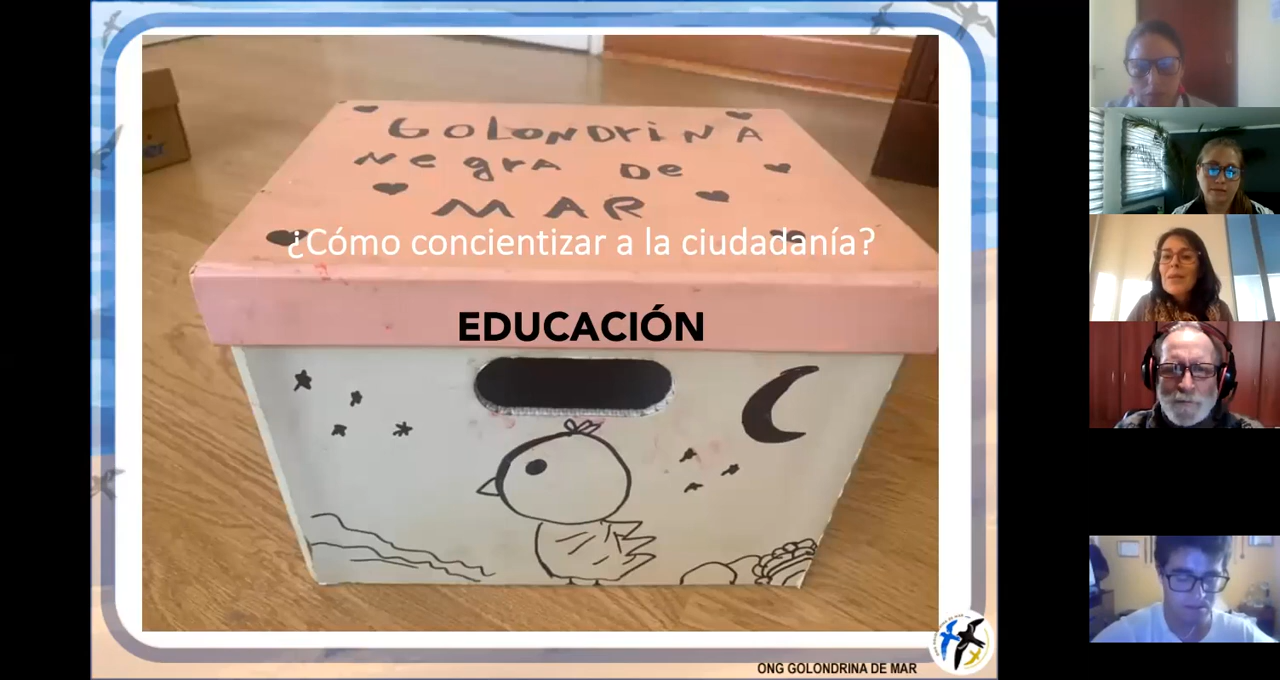 GOLONDriNA
Negra De
MAR
¿Cómo concientizar a la ciudadanía?
EDUCACIÓN
ONG GOLONDRINA DE MAR